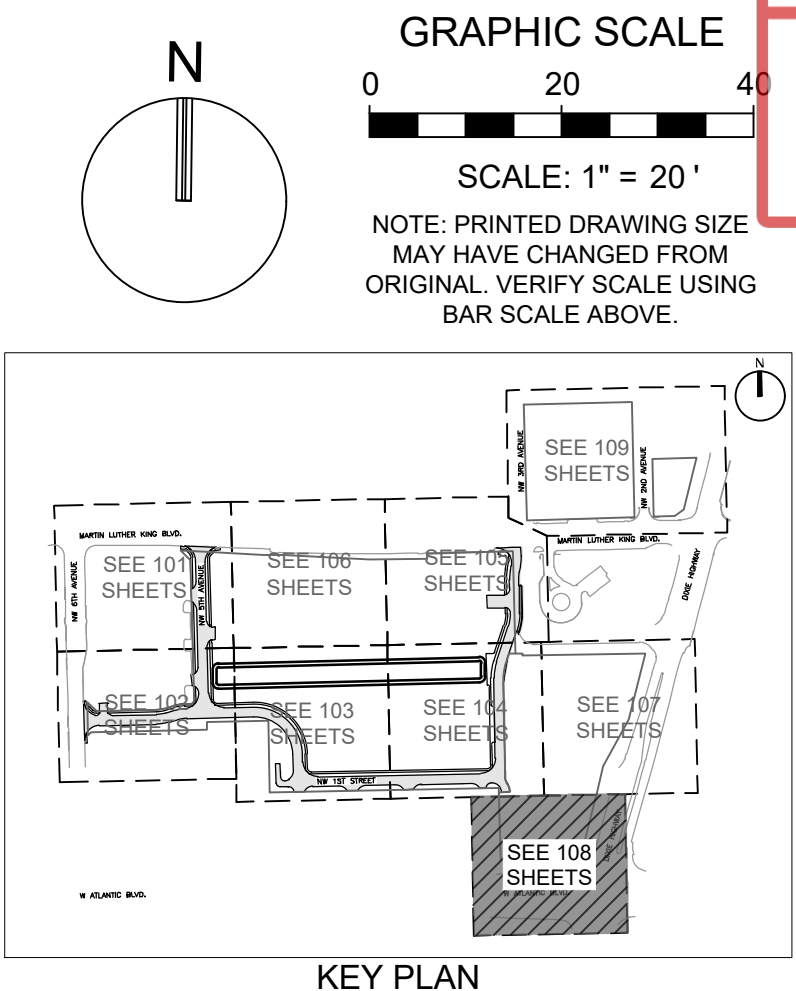 N
GRAPHIC SCALE
0 20 40
SCALE: 1" = 20 '
NOTE: PRINTED DRAWING SIZE
MAY HAVE CHANGED FROM
ORIGINAL. VERIFY SCALE USING
BAR SCALE ABOVE.
N
NW 3RD AVENUE
SEE 109
SHEETS
NW 2ND AVENUE
MARTIN LUTHER KING BLVD.
MARTIN LUTHER KING BLVD.
NW 6TH AVENUE
SEE 101
SHEETS
NW 5TH AVENUE
SEE 106
SHEETS
SEE 105
SHEETS
DIXIE HIGHWAY
SEE 102
SHEETS
SEE 103
SHEETS
SEE 104
SHEETS
SEE 107
SHEETS
NW 1ST STREET
DIXIE HIGHWAY
SEE 108
SHEETS
W ATLANTIC BLVD.
W ATLANTIC BLVD.
KEY PLAN